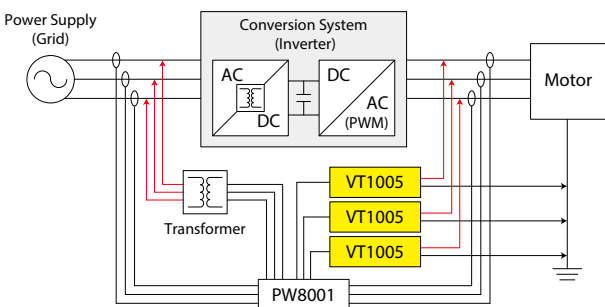 Power Supply
(Grid)
Conversion System
(Inverter)
AC
DC
DC
AC
(PWM)
Motor
VT1005
VT1005
VT1005
Transformer
PW8001